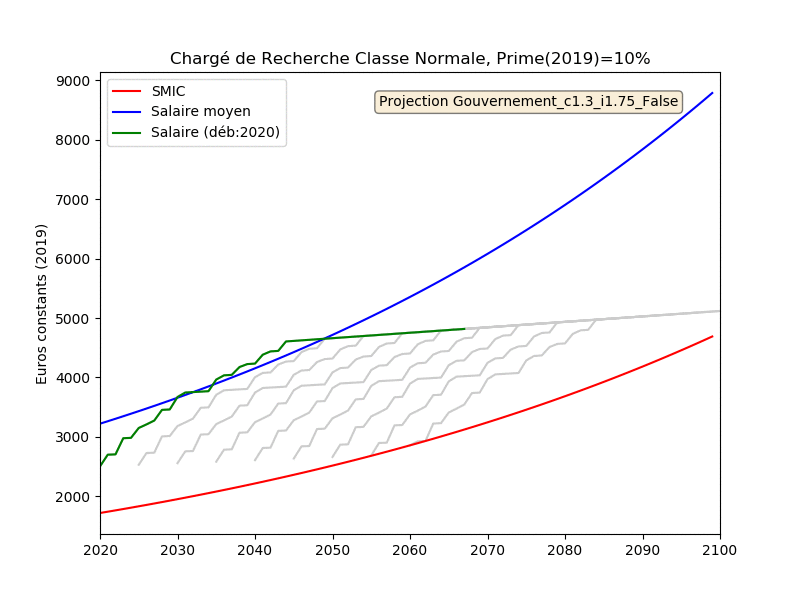 Chargé de Recherche Classe Normale, Prime(2019)=10%
SMIC
Salaire moyen
Salaire (déb:2020)
Projection Gouvernement_c1.3_i1.75_False
Euros constants (2019)
9000
8000
7000
6000
5000
4000
3000
2000
2020 2030 2040 2050 2060 2070 2080 2090 2100